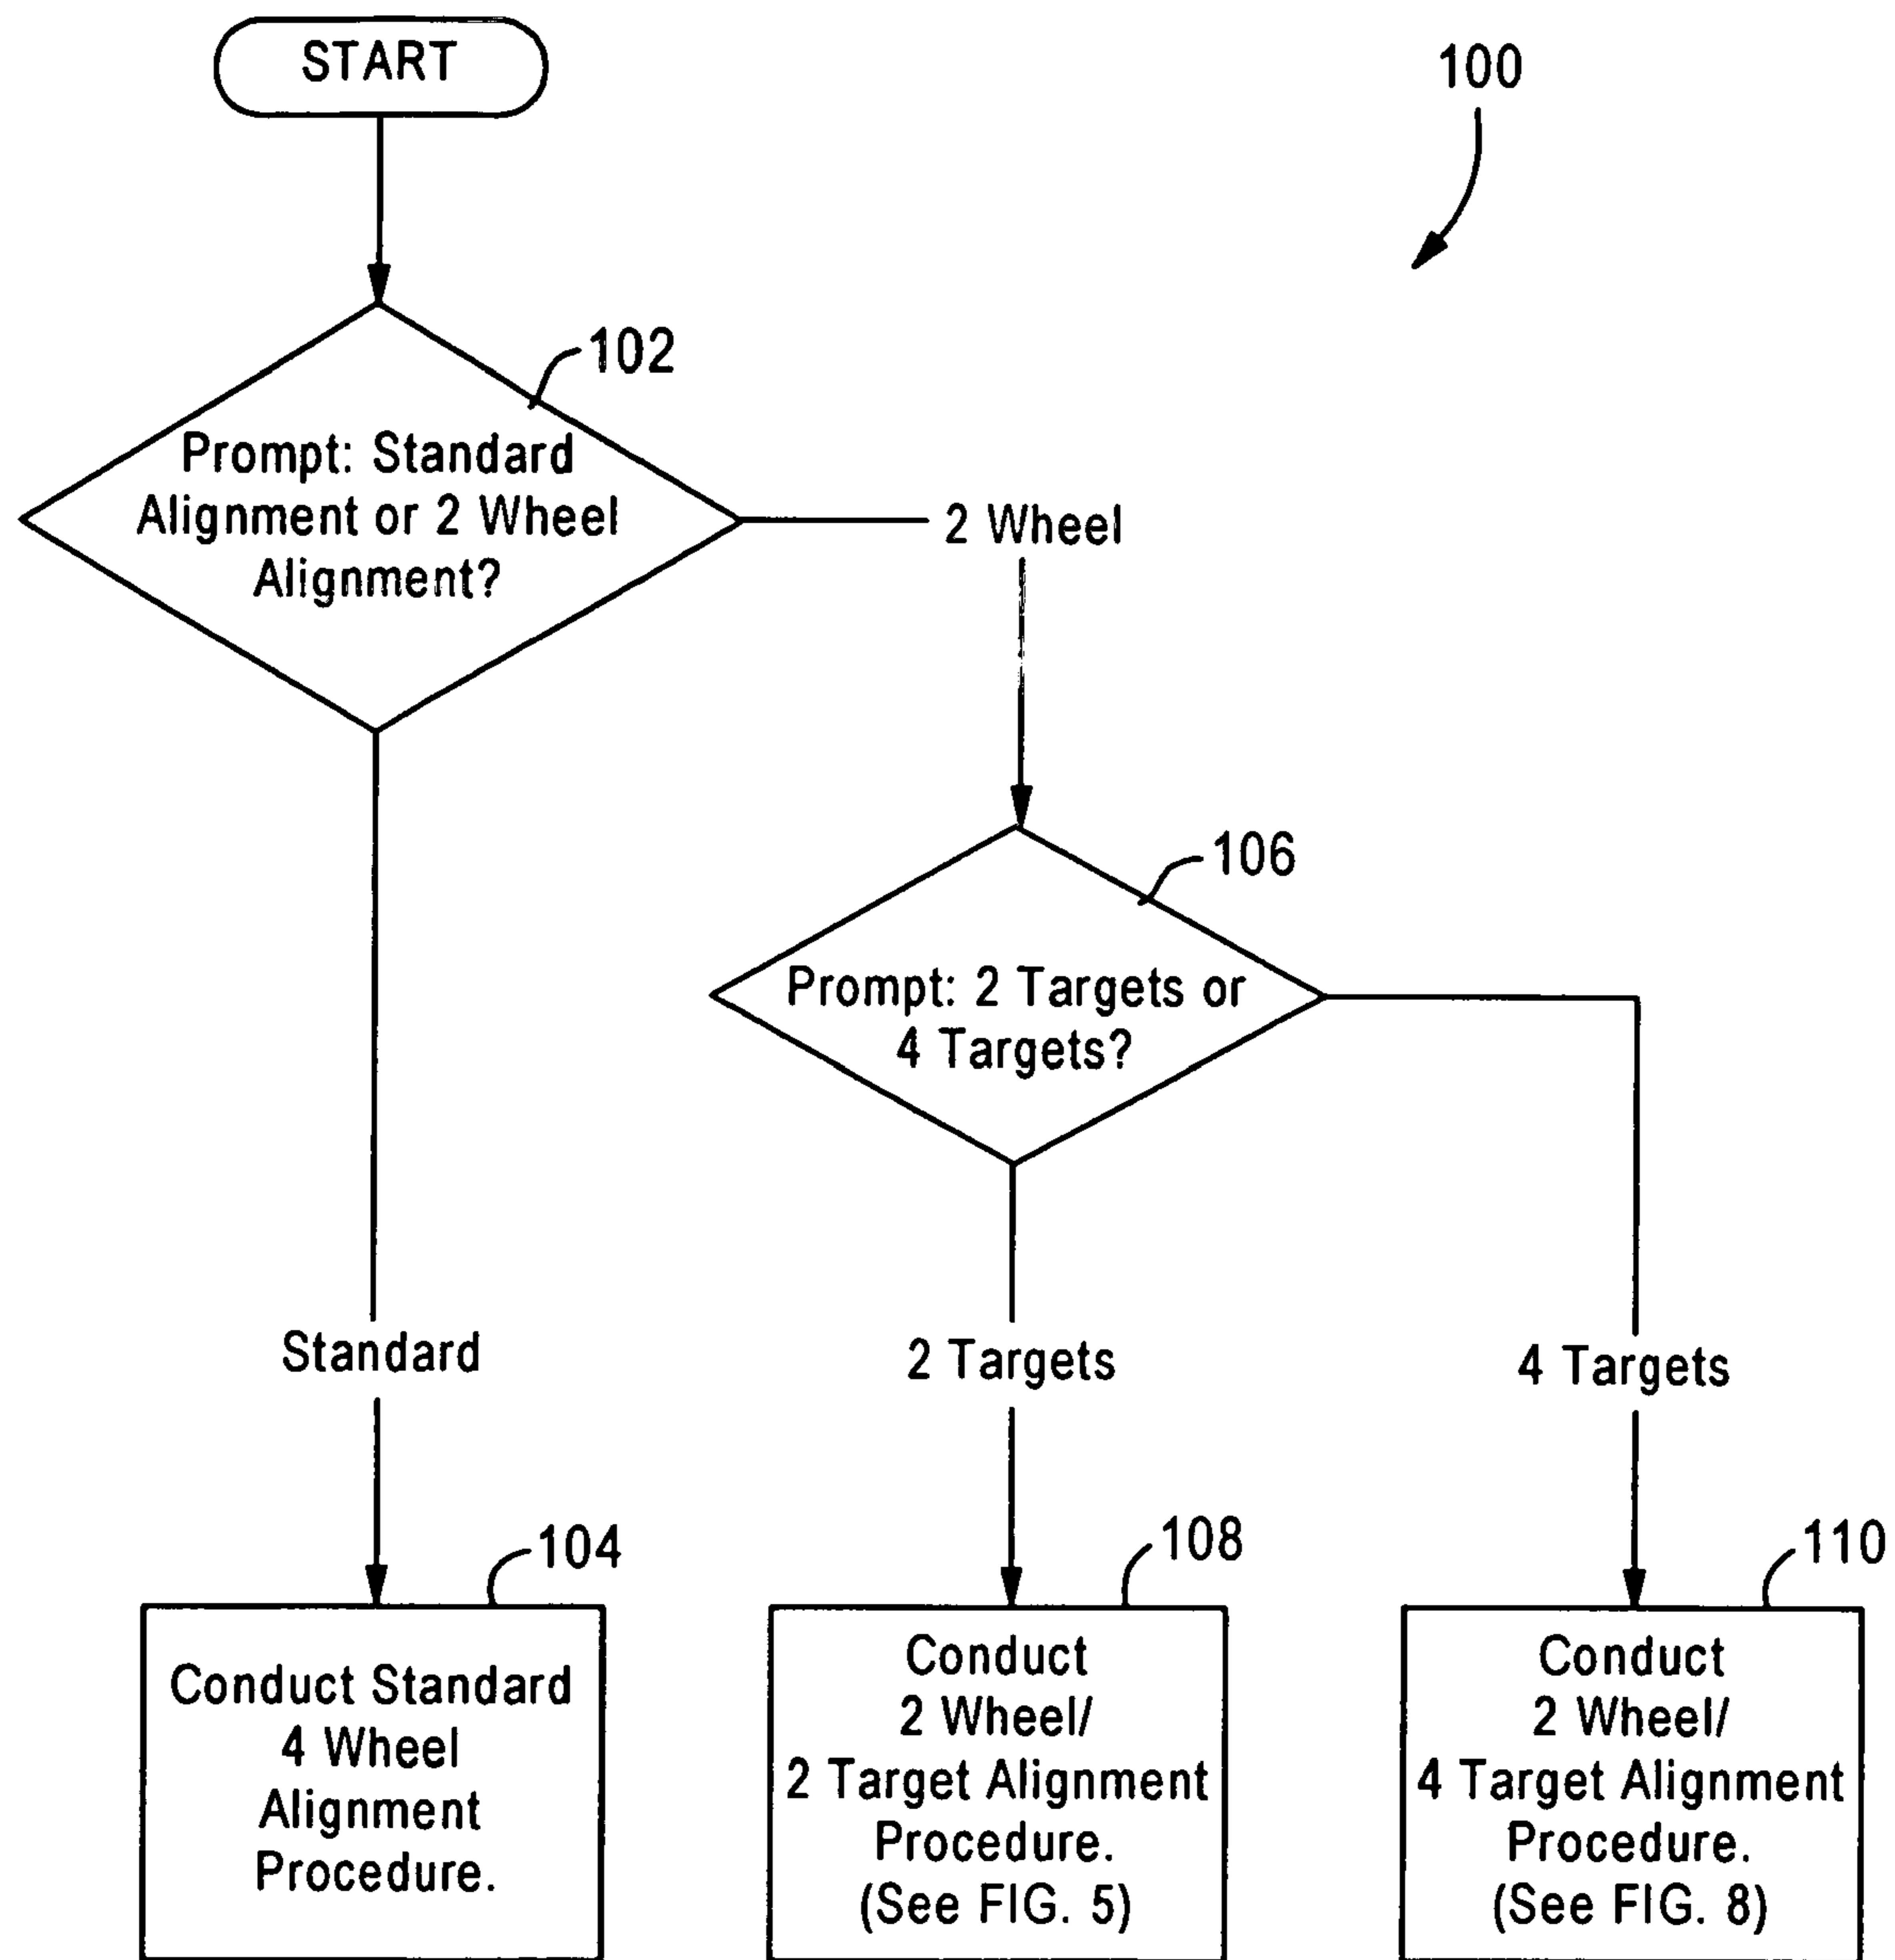 START
100
102
Prompt: Standard
Alignment or 2 Wheel
Alignment?
2 Wheel
106
Prompt: 2 Targets or
4 Targets?
Standard
2 Targets
4 Targets
104
Conduct Standard
4 Wheel
Alignment
Procedure.
108
Conduct
2 Wheel/
2 Target Alignment
Procedure.
(See FIG. 5)
110
Conduct
2 Wheel/
4 Target Alignment
Procedure.
(See FIG. 8)